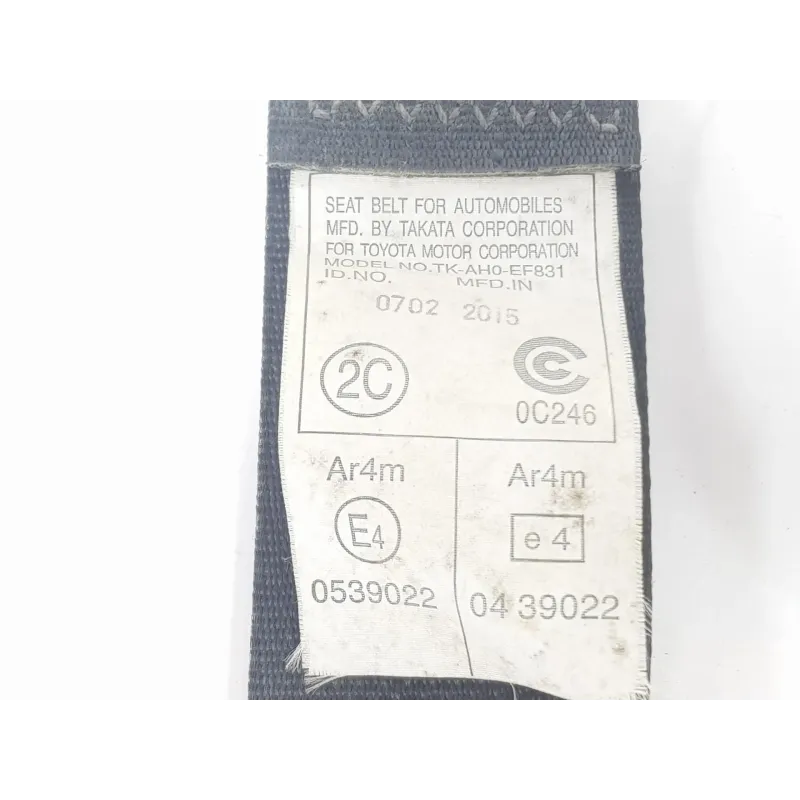 SEAT BELT FOR AUTOMOBILES
MFD. BY TAKATA CORPORATION
FOR TOYOTA MOTOR CORPORATION
MODEL NO.TK-AH0-EF831
ID.NO. MFD.IN
0702 2015
2C
0C246
Ar4m Ar4m
E4 e 4
0539022 04 39022